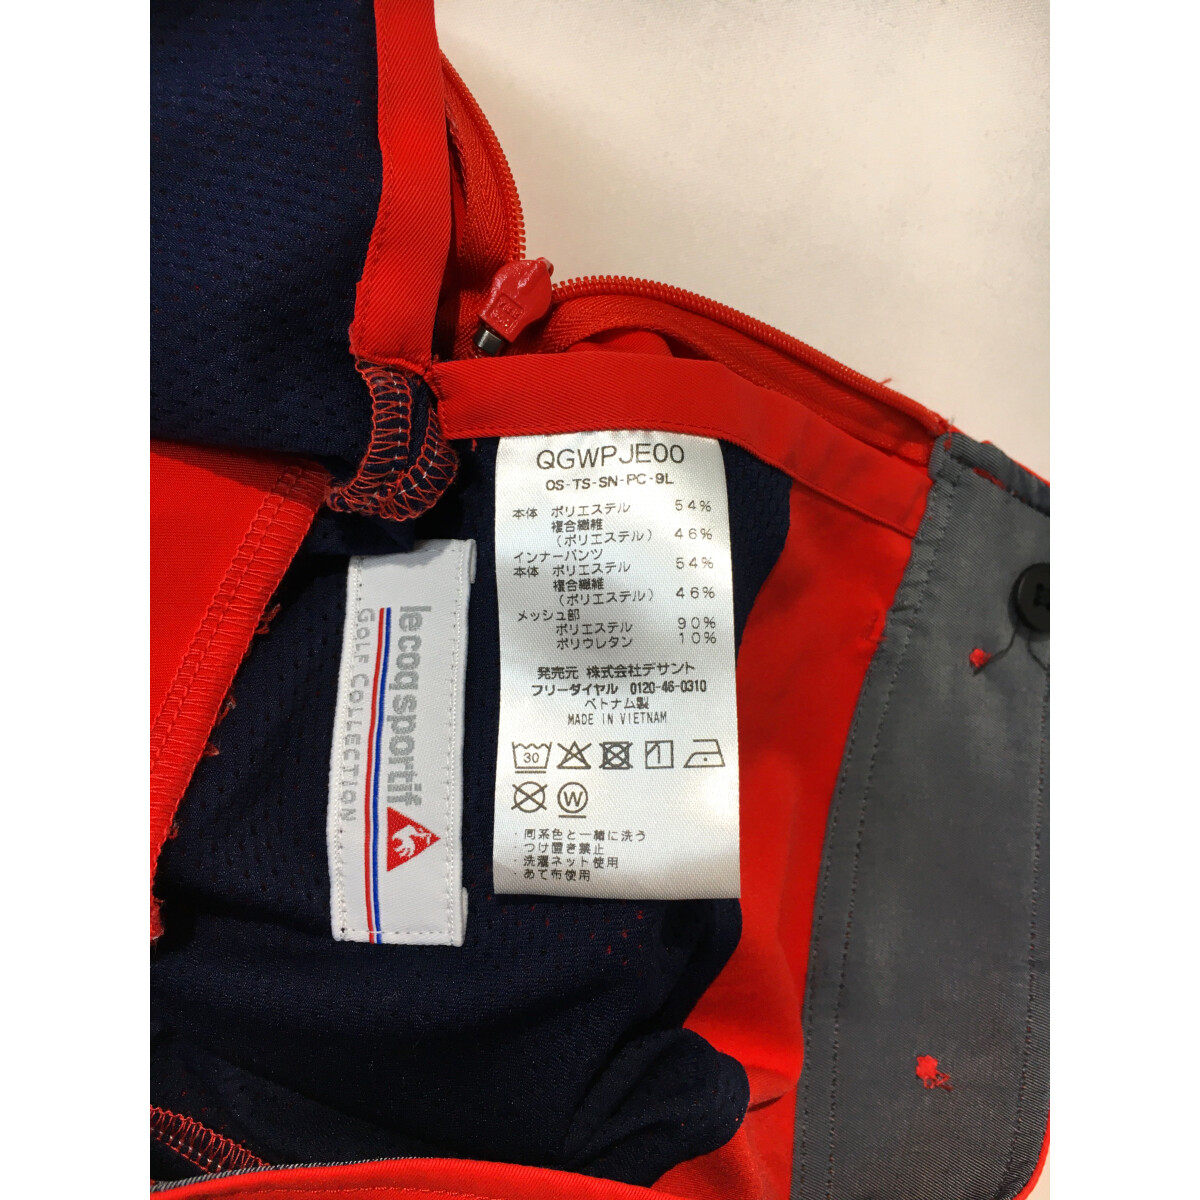 QGWPJE00
OS-TS-SN-PC-9L
本体 ポリエステル 54%
複合繊維
(ポリエステル) 46%
インナーパンツ
本体 ポリエステル 54%
複合繊維
(ポリエステル) 46%
メッシュ部
ポリエステル 90%
ポリウレタン 10%
発売元 株式会社デサント
フリーダイヤル 0120-46-0310
ベトナム製
MADE IN VIETNAM
30
W
・同系色と一緒に洗う
・つけ置き禁止
・洗濯ネット使用
・あて布使用
le coq sportif
GOLF COLLECTION